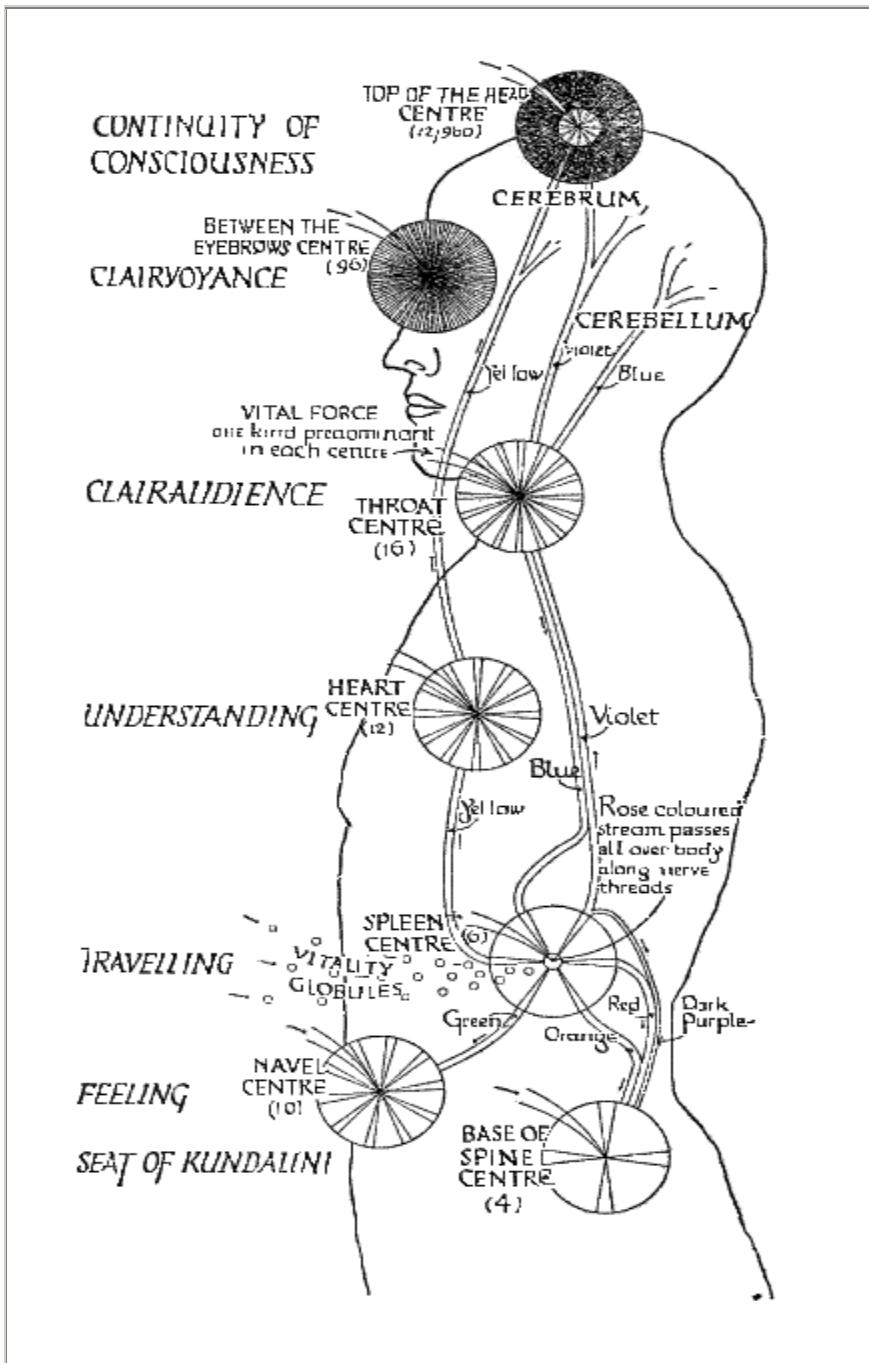 TOP OF THE HEAD
CENTRE
(12,960)
CONTINUITY OF
CONSCIOUSNESS
CEREBRUM
BETWEEN THE
EYEBROWS CENTRE
(96)
CLAIRVOYANCE
CEREBELLUM
Yellow
Violet
Blue
VITAL FORCE
one kind predominant
in each centre
CLAIRAUDIENCE
THROAT
CENTRE
(16)
HEART
CENTRE
(12)
UNDERSTANDING
Violet
Blue
Yellow
Rose coloured
stream passes
all over body
along nerve
threads
SPLEEN
CENTRE (6)
TRAVELLING
VITALITY
GLOBULES
Green
Orange
Red
Dark
Purple
NAVEL
CENTRE
(10)
FEELING
BASE OF
SPINE
CENTRE
(4)
SEAT OF KUNDALINI